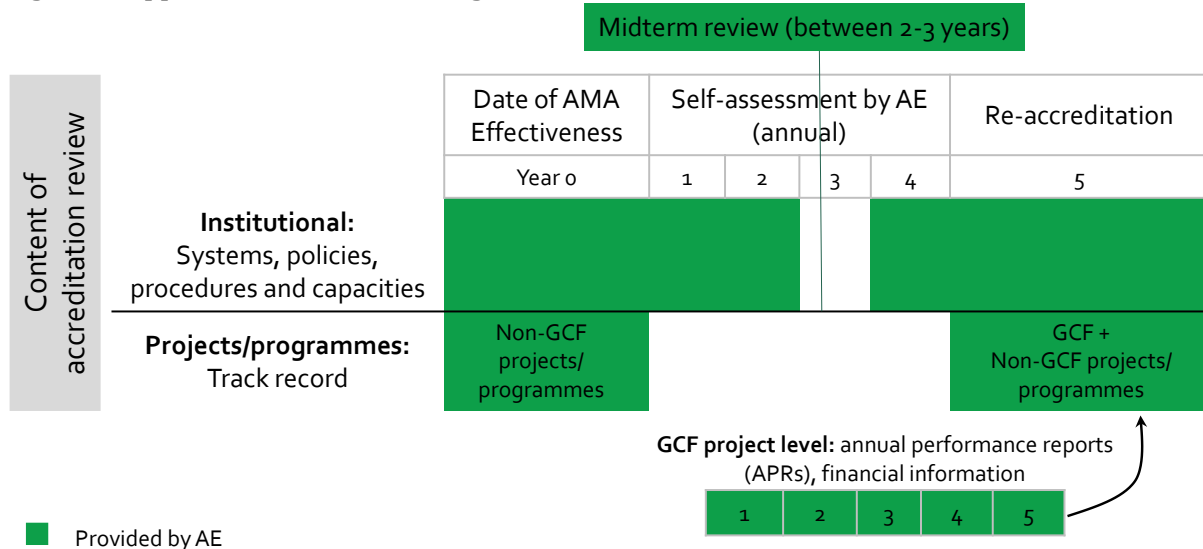 Midterm review (between 2-3 years)
Date of AMA
Effectiveness
Self-assessment by AE
(annual)
Re-accreditation
Year 0
1
2
3
4
5
Content of
accreditation review
Institutional:
Systems, policies,
procedures and capacities
Projects/programmes:
Track record
Non-GCF
projects/
programmes
GCF +
Non-GCF projects/
programmes
GCF project level: annual performance reports
(APRs), financial information
1
2
3
4
5
Provided by AE